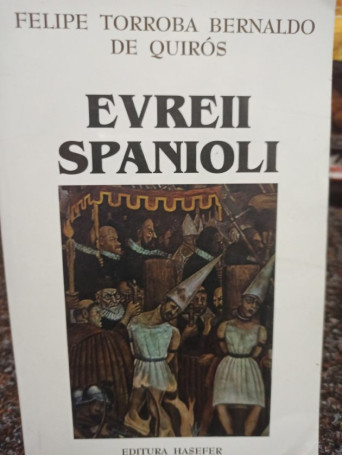 FELIPE TORROBA BERNALDO
DE QUIRÓS
EVREII
SPANIOLI
EDITURA HASEFER